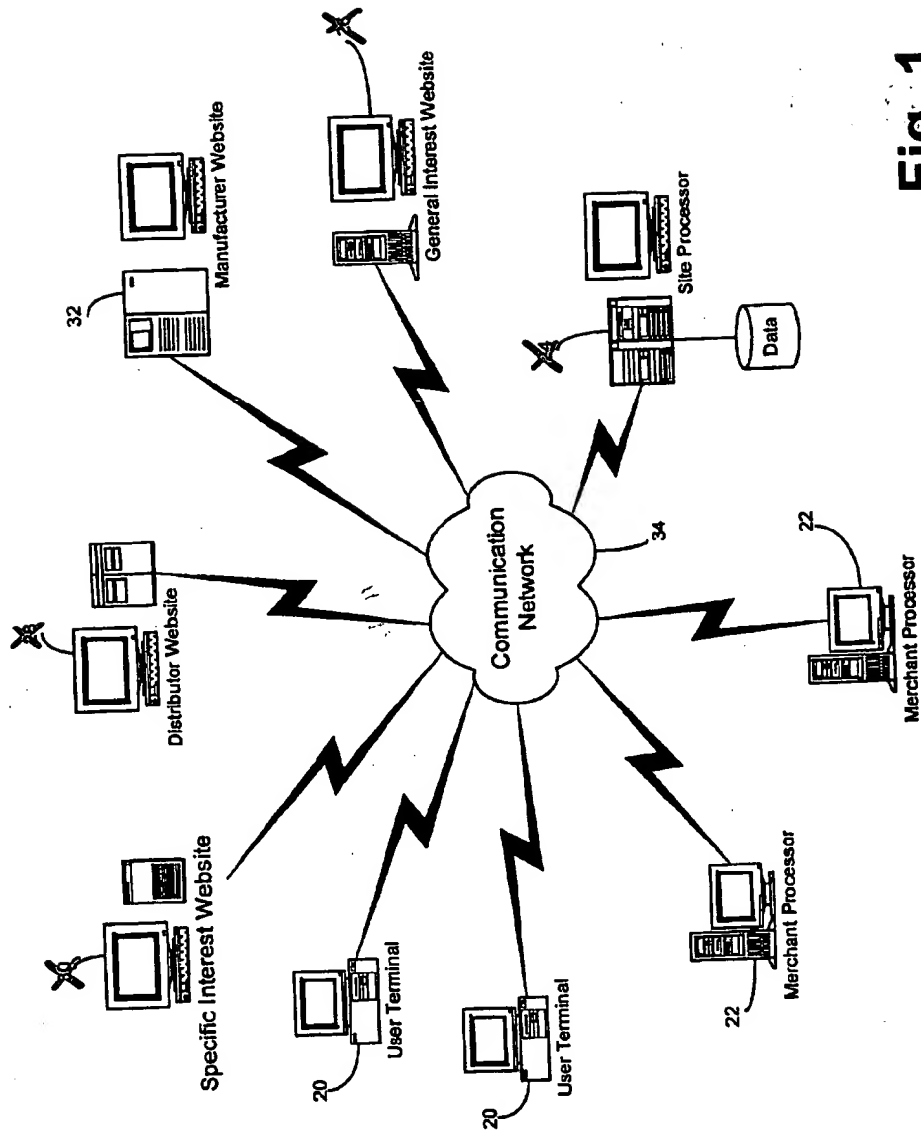 32
Manufacturer Website
General Interest Website
Distributor Website
Site Processor
Data
Specific Interest Website
Communication
Network
34
22
Merchant Processor
20
User Terminal
20
User Terminal
22
Merchant Processor
Fig. 1